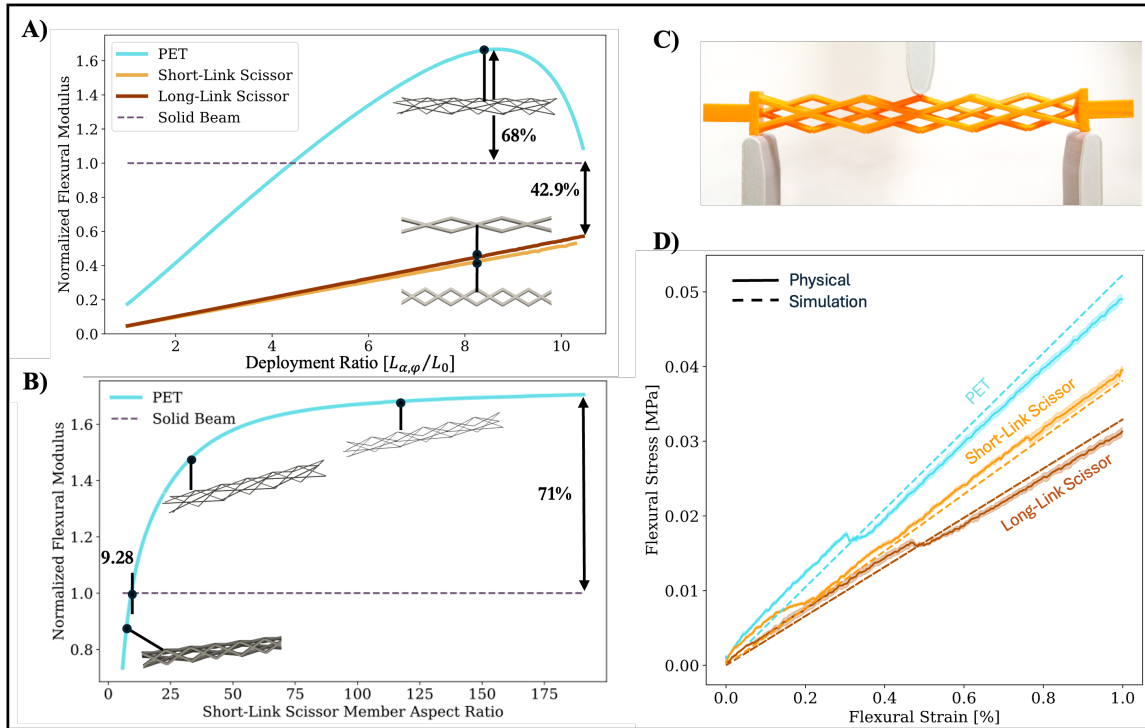 A)
Normalized Flexural Modulus
1.6
1.4
1.2
1.0
0.8
0.6
0.4
0.2
0.0
PET
Short-Link Scissor
Long-Link Scissor
Solid Beam
68%
42.9%
2
4
6
8
10
Deployment Ratio [L_{α,φ}/L_0]
B)
Normalized Flexural Modulus
1.6
1.4
1.2
1.0
0.8
PET
Solid Beam
9.28
71%
0
25
50
75
100
125
150
175
Short-Link Scissor Member Aspect Ratio
C)
D)
Flexural Stress [MPa]
0.05
0.04
0.03
0.02
0.01
0.00
Physical
Simulation
PET
Short-Link Scissor
Long-Link Scissor
0.0
0.2
0.4
0.6
0.8
1.0
Flexural Strain [%]